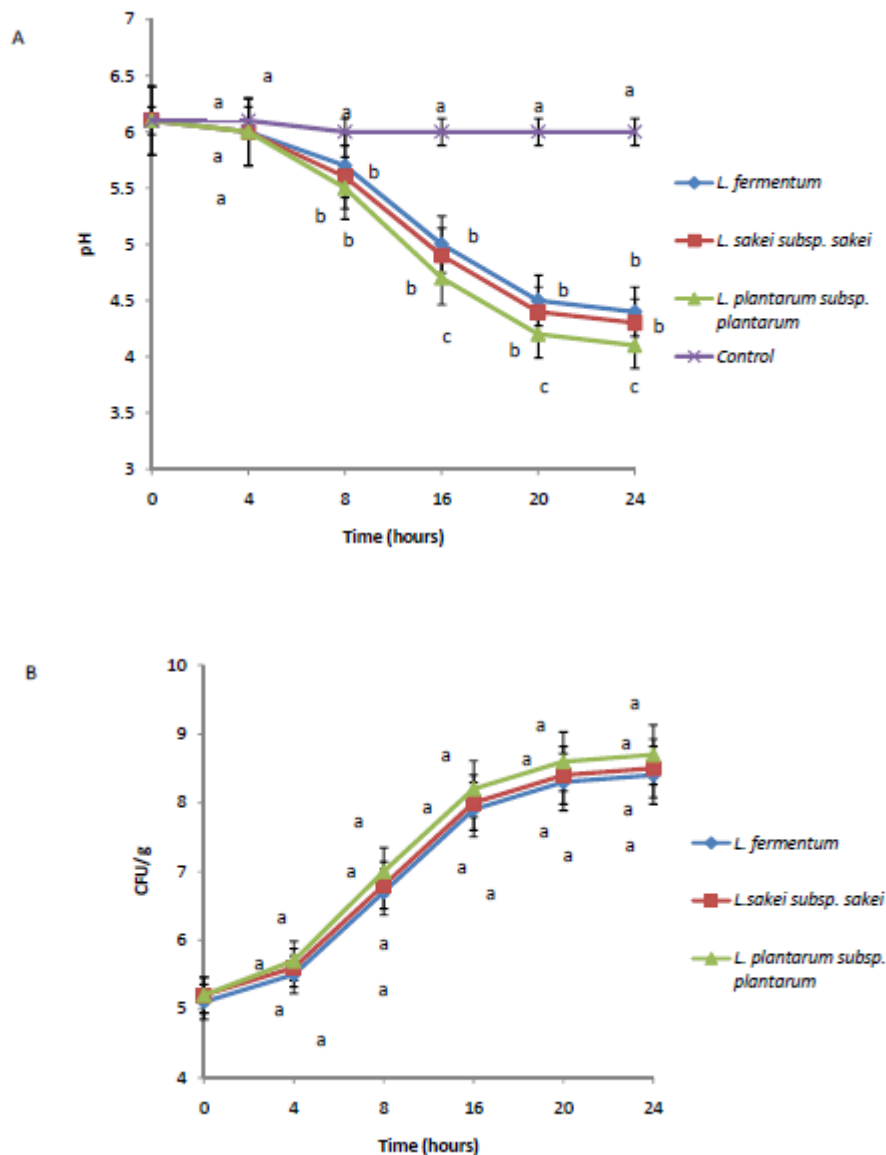 A
7
6.5
6
5.5
5
4.5
4
3.5
3
pH
a a a a a a
a
a
b b b b
b b b b b
c c c
0 4 8 16 20 24
Time (hours)
L. fermentum
L. sakei subsp. sakei
L. plantarum subsp.
plantarum
Control
B
10
9
8
7
6
5
4
CFU/g
a a a a a
a a a a a
a a a a a
a a a a a
0 4 8 16 20 24
Time (hours)
L. fermentum
L.sakei subsp. sakei
L. plantarum subsp.
plantarum